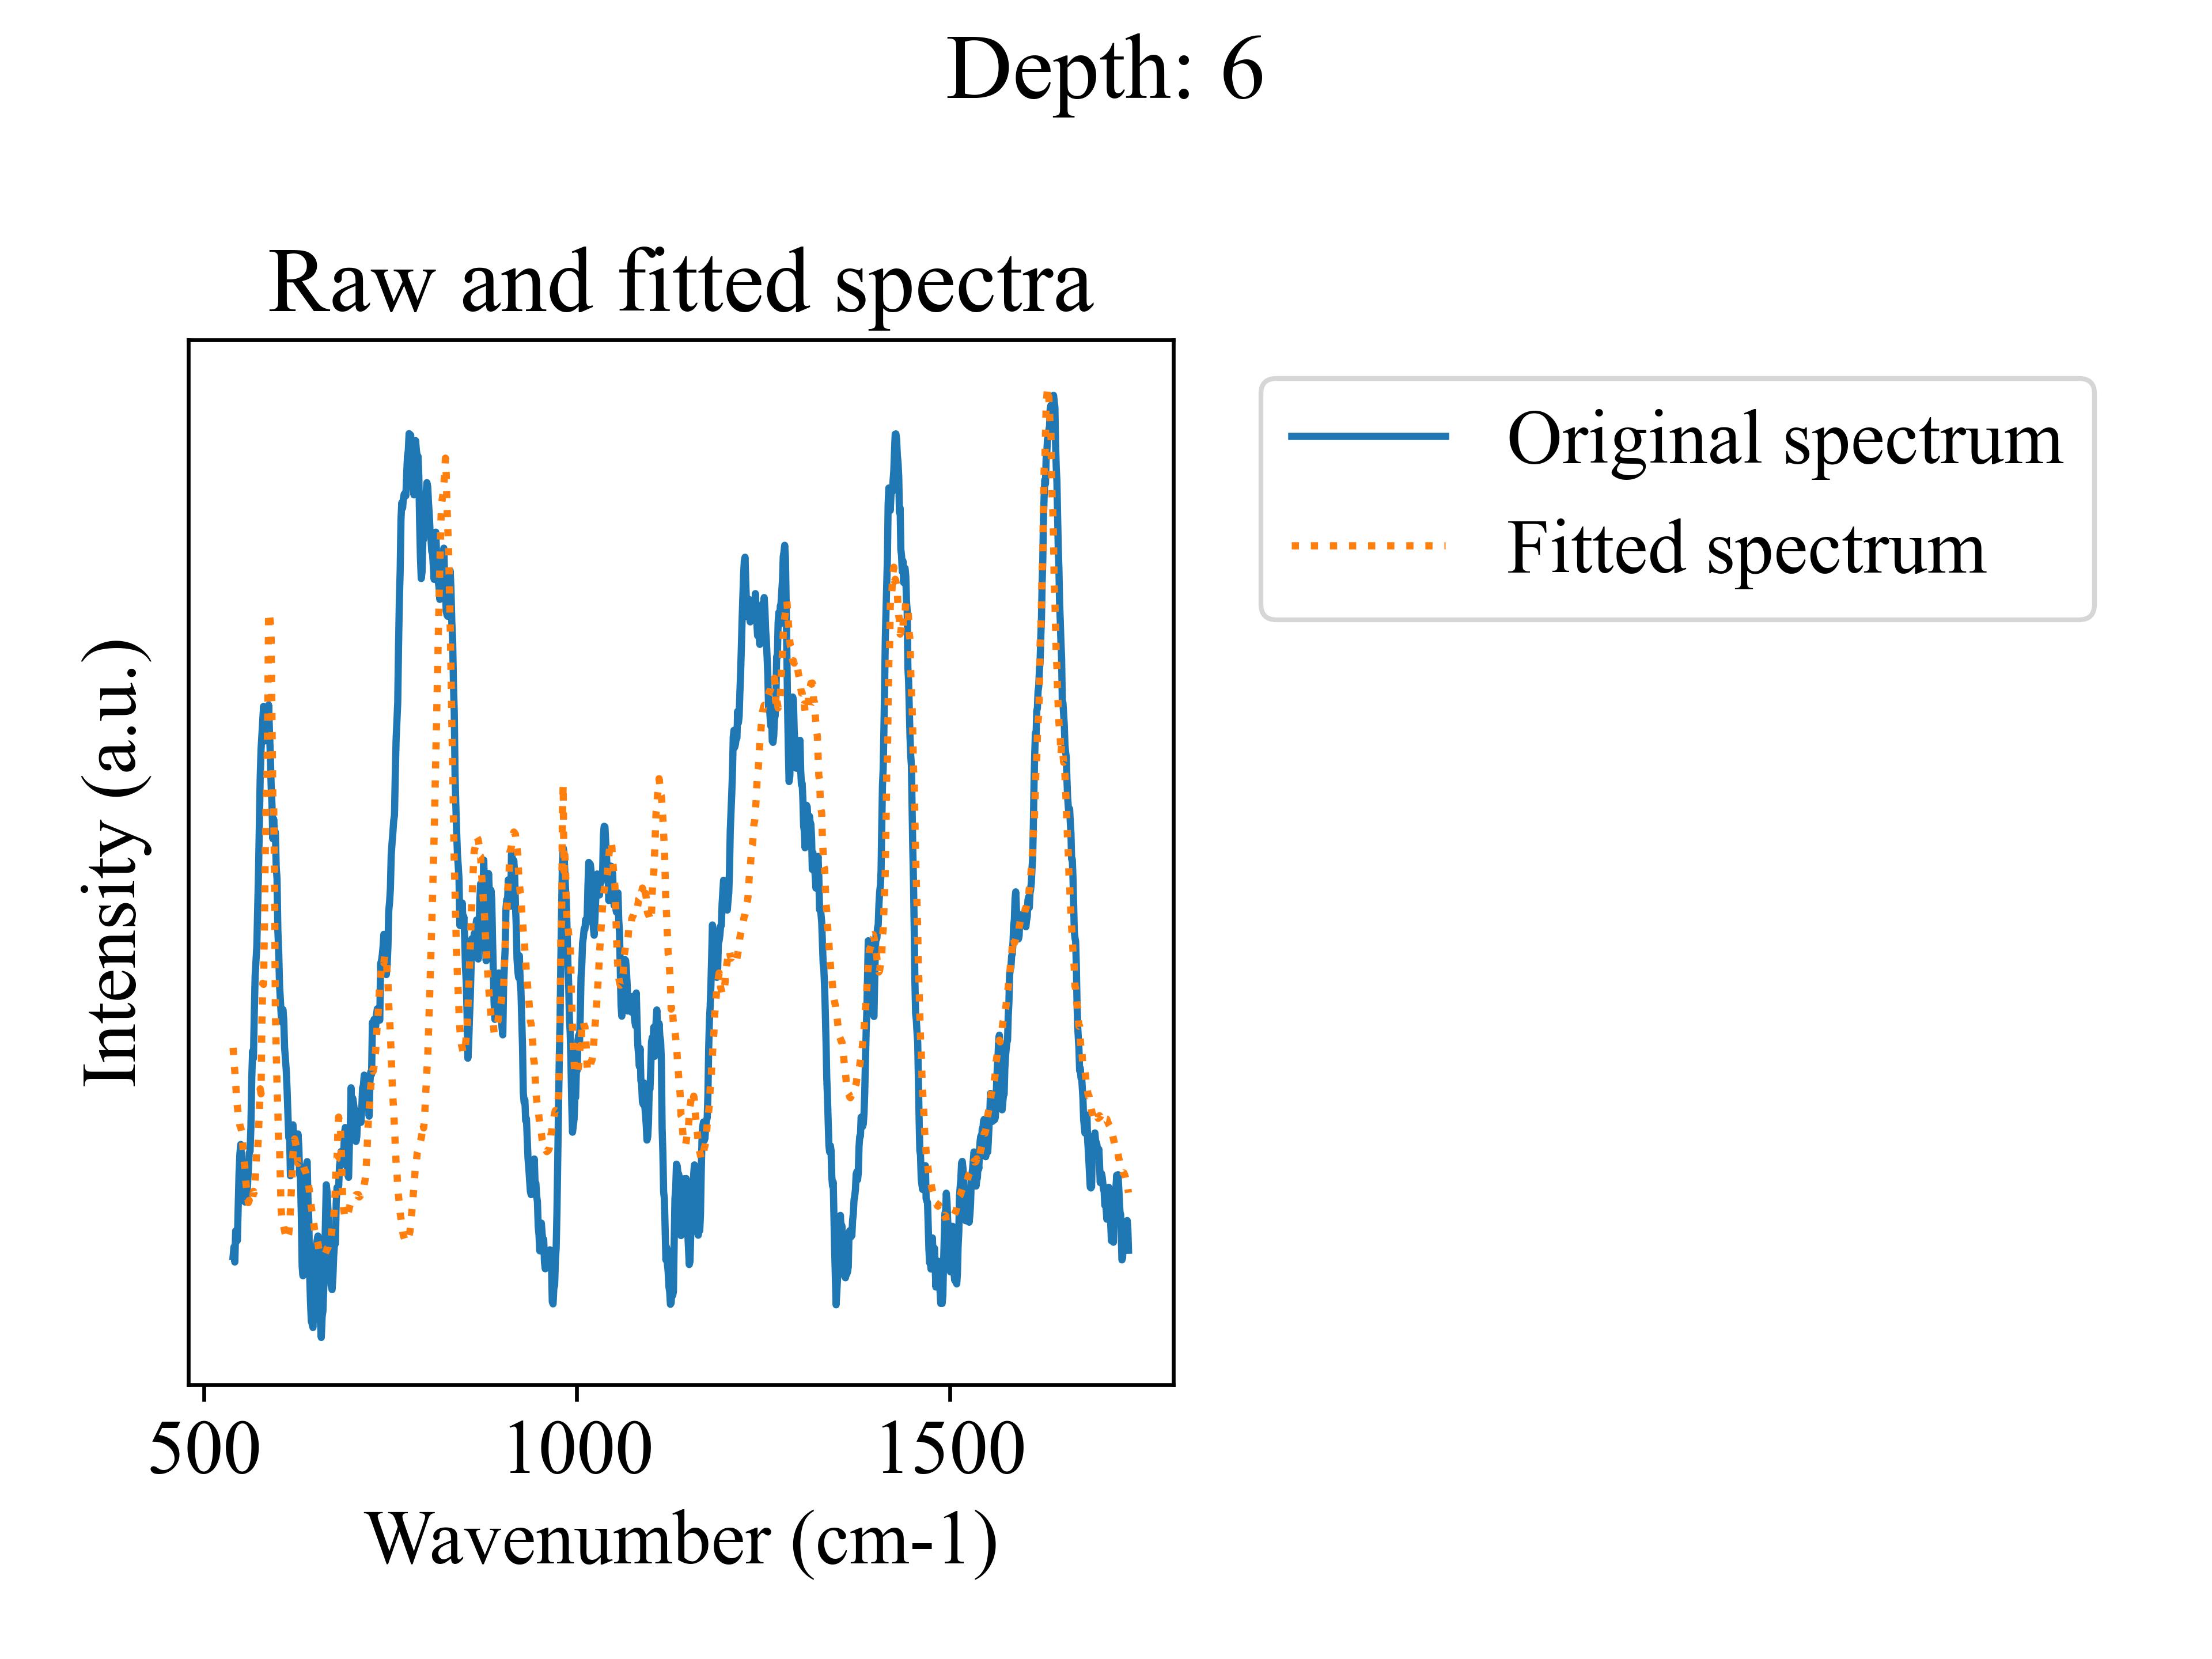 Depth: 6
Raw and fitted spectra
Original spectrum
Fitted spectrum
Intensity (a.u.)
500 1000 1500
Wavenumber (cm-1)